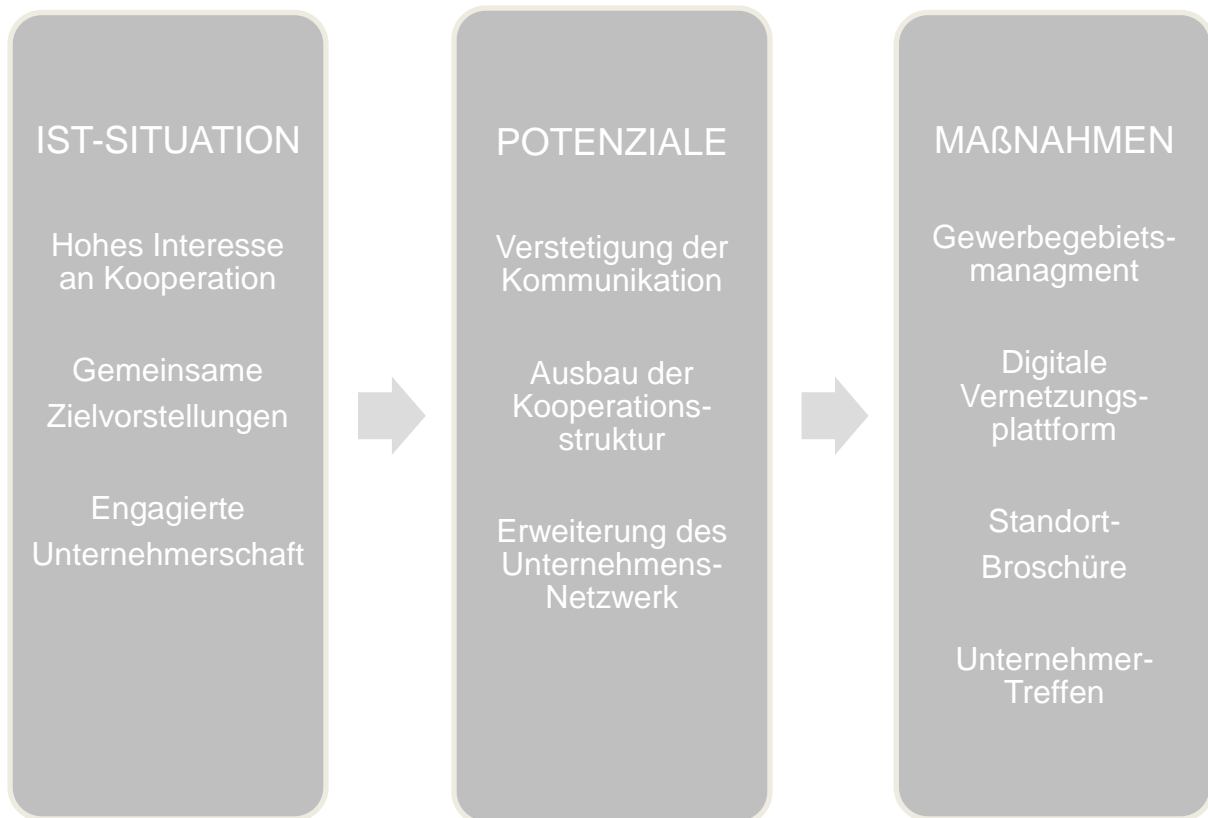 IST-SITUATION
Hohes Interesse
an Kooperation
Gemeinsame
Zielvorstellungen
Engagierte
Unternehmerschaft
POTENZIALE
Verstetigung der
Kommunikation
Ausbau der
Kooperations-
struktur
Erweiterung des
Unternehmens-
Netzwerk
MAßNAHMEN
Gewerbegebiets-
managment
Digitale
Vernetzungs-
plattform
Standort-
Broschüre
Unternehmer-
Treffen